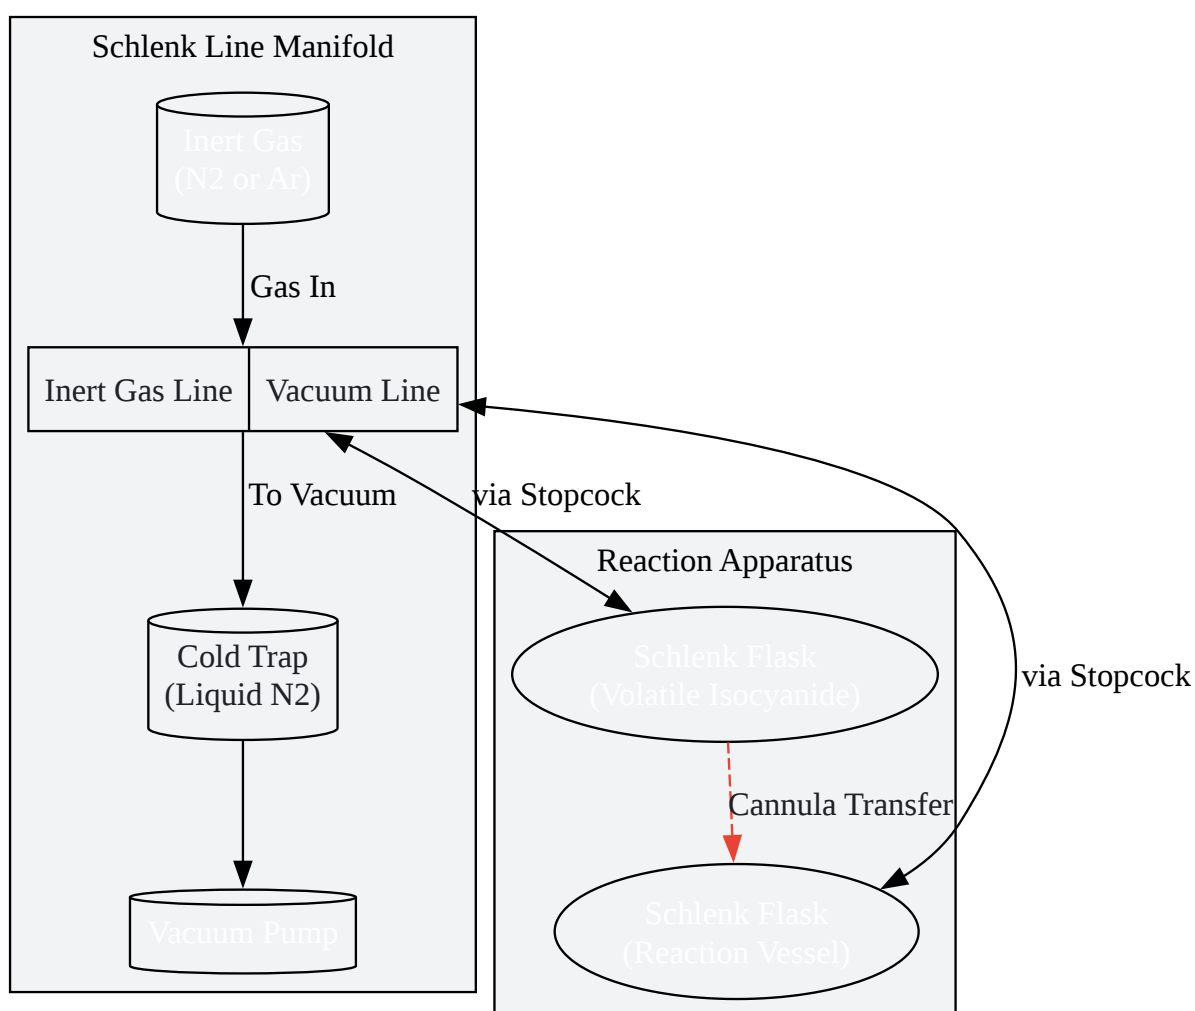 Schlenk Line Manifold
Inert Gas
(N2 or Ar)
Gas In
Inert Gas Line
Vacuum Line
To Vacuum
via Stopcock
Reaction Apparatus
Cold Trap
(Liquid N2)
Schlenk Flask
(Volatile Isocyanide)
via Stopcock
Cannula Transfer
Vacuum Pump
Schlenk Flask
(Reaction Vessel)